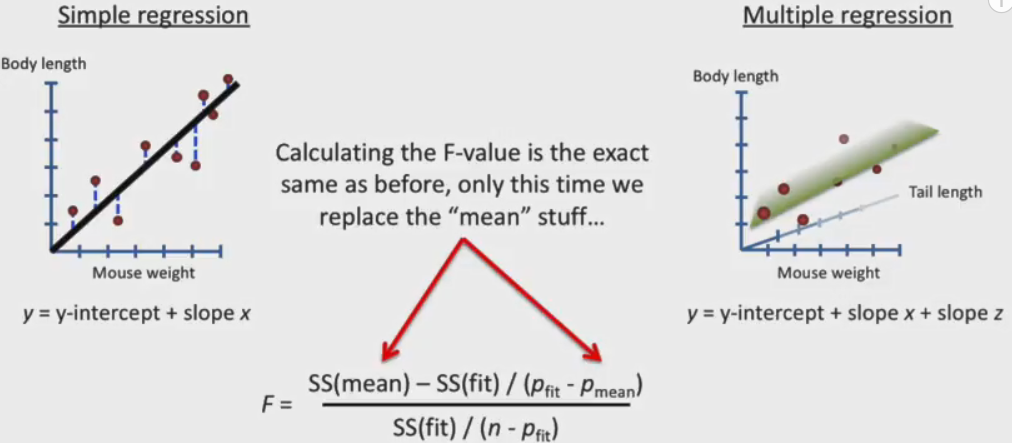 Simple regression
Multiple regression
Body length
Body length
Calculating the F-value is the exact
same as before, only this time we
replace the “mean” stuff...
Tail length
Mouse weight
Mouse weight
y = y-intercept + slope x
y = y-intercept + slope x + slope z
F = SS(mean) – SS(fit) / (pfit - pmean)
SS(fit) / (n - pfit)